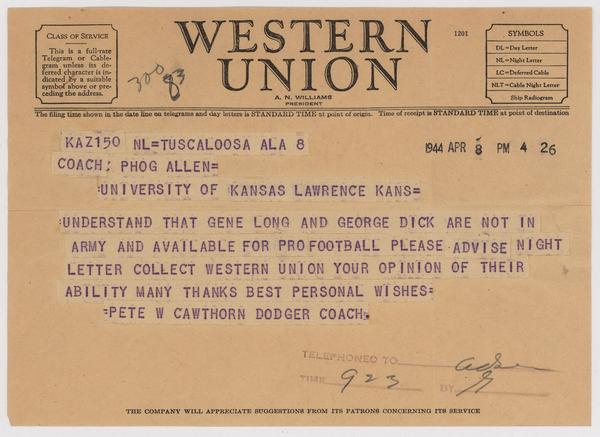 CLASS OF SERVICE
This is a full-rate
Telegram or Cable-
gram unless its de-
ferred character is in-
dicated by a suitable
symbol above or pre-
ceding the address.
WESTERN
UNION
A. N. WILLIAMS
PRESIDENT
1201
SYMBOLS
DL=Day Letter
NL=Night Letter
LC=Deferred Cable
NLT=Cable Night Letter
Ship Radiogram
The filing time shown in the date line on telegrams and day letters is STANDARD TIME at point of origin. Time of receipt is STANDARD TIME at point of destination
KAZ150 NL=TUSCALOOSA ALA 8
1944 APR 8 PM 4 26
COACH; PHOG ALLEN=
:UNIVERSITY OF KANSAS LAWRENCE KANS=
:UNDERSTAND THAT GENE LONG AND GEORGE DICK ARE NOT IN
ARMY AND AVAILABLE FOR PRO FOOTBALL PLEASE ADVISE NIGHT
LETTER COLLECT WESTERN UNION YOUR OPINION OF THEIR
ABILITY MANY THANKS BEST PERSONAL WISHES=
=PETE W CAWTHORN DODGER COACH.
TELEPHONED TO
TIME 923 BY
THE COMPANY WILL APPRECIATE SUGGESTIONS FROM ITS PATRONS CONCERNING ITS SERVICE